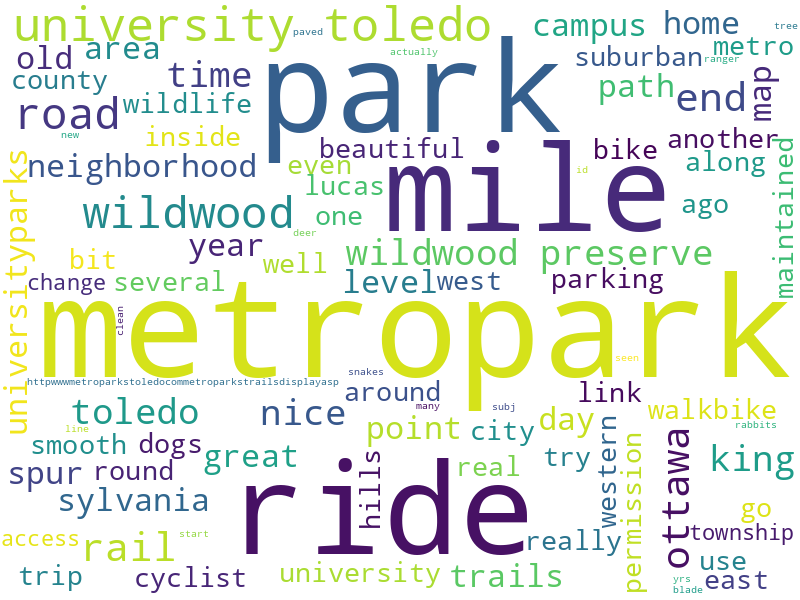 university toledo
paved
campus
home
tree
old
area
actually
suburban
metro
ranger
county
time
park
path
end
map
road
wildlife
new
inside
beautiful
bike
another
neighborhood
even
mile
along
maintained
lucas
id
wildwood
one
ago
deer
universityparks
year
wildwood preserve
bit
well
change
several
level
west
parking
metropark
clean
seen
httpwwwmetroparkstoledocommetroparkstrailsdisplayasp
snakes
around
link
toledo
nice
many
subj
day
walkbike
line
point
city
rabbits
smooth
dogs
great
hills
ride
real
try
western
permission
ottawa
king
spur
round
sylvania
go
access
rail
start
really
township
trip
cyclist
university
trails
use
yrs
east
blade